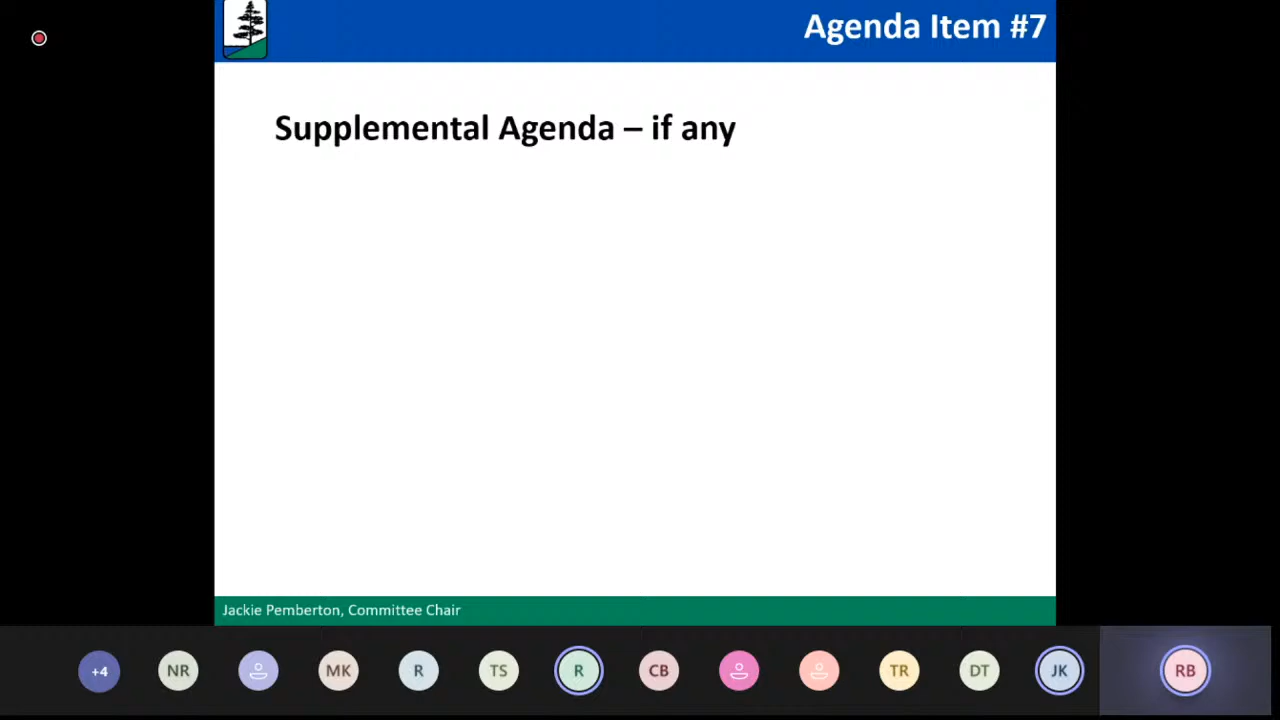 Agenda Item #7
Supplemental Agenda – if any
Jackie Pemberton, Committee Chair
+4
NR
MK
R
TS
R
CB
TR
DT
JK
RB